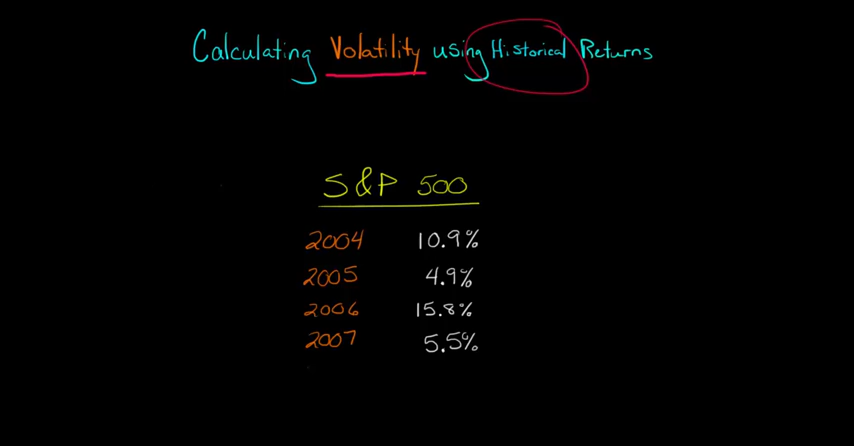 Calculating Volatility using Historical Returns
S&P 500
2004 10.9%
2005 4.9%
2006 15.8%
2007 5.5%